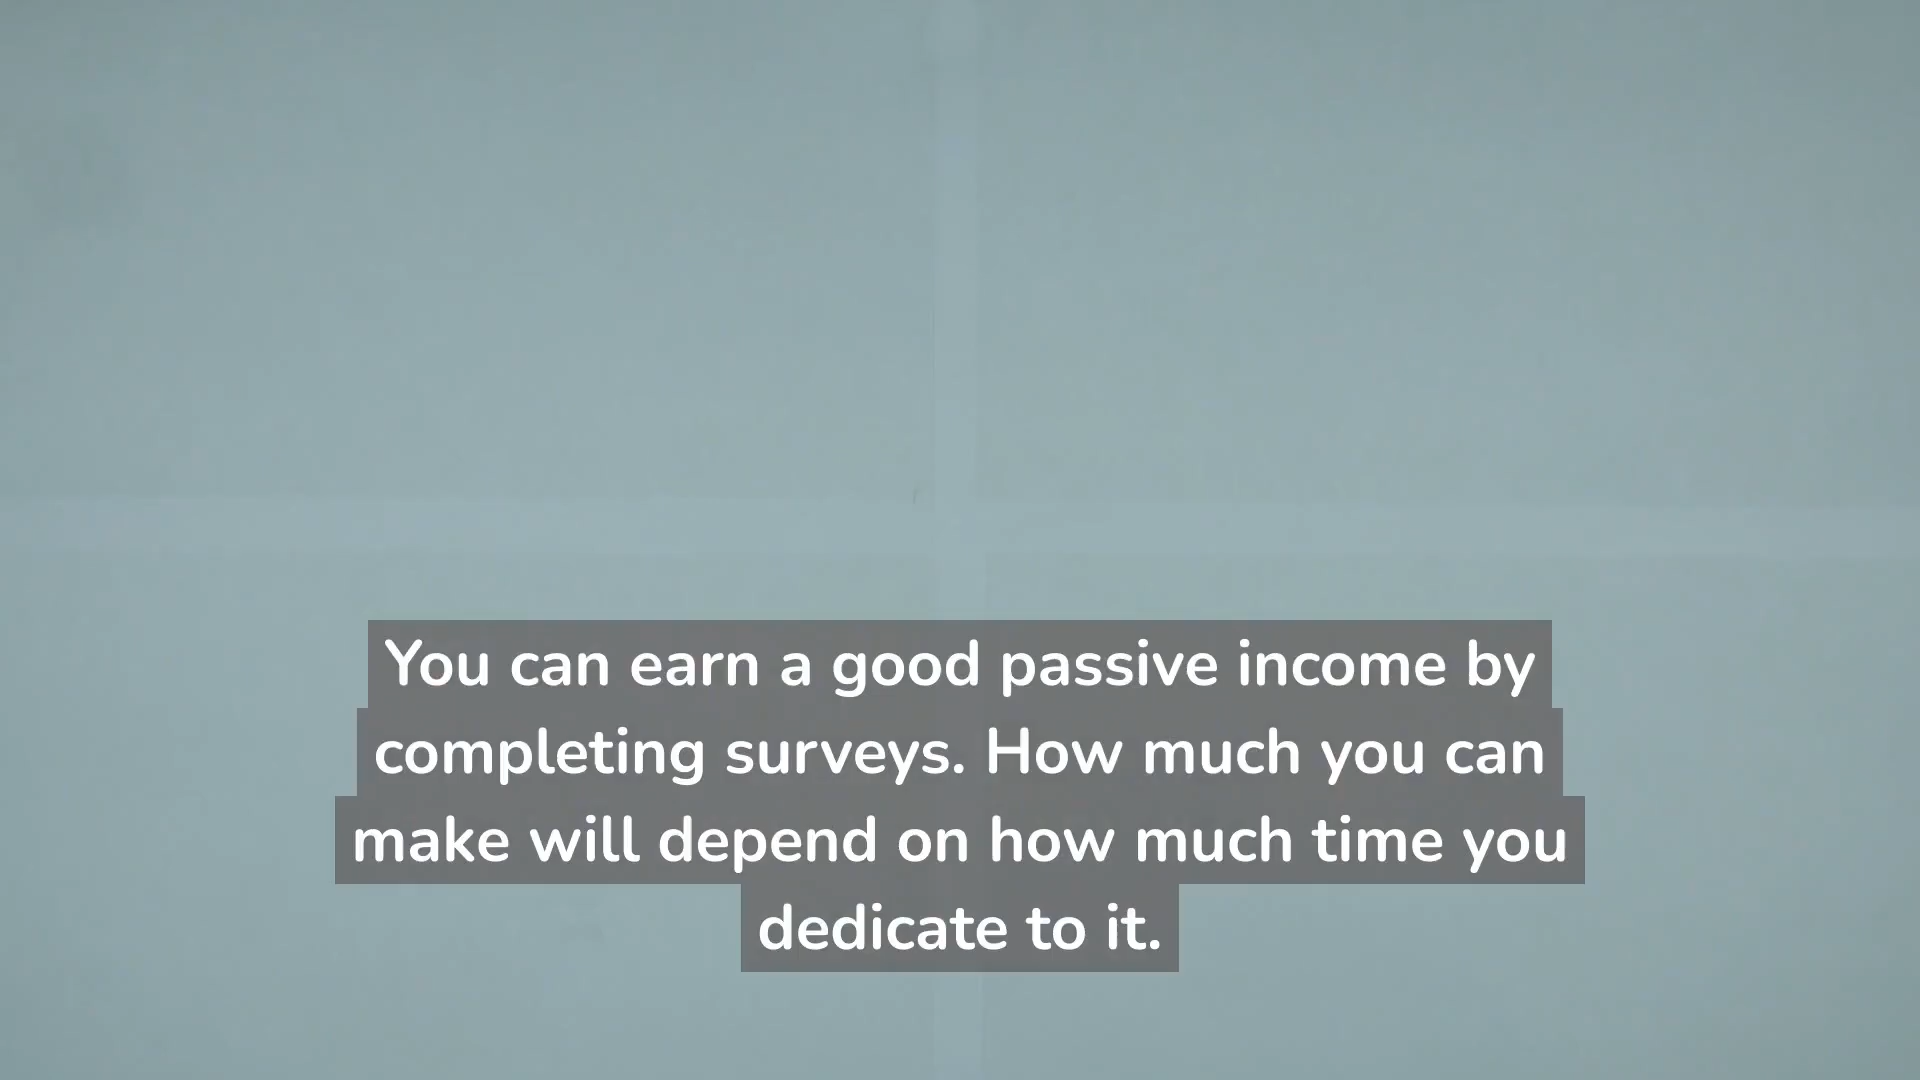 You can earn a good passive income by
completing surveys. How much you can
make will depend on how much time you
dedicate to it.